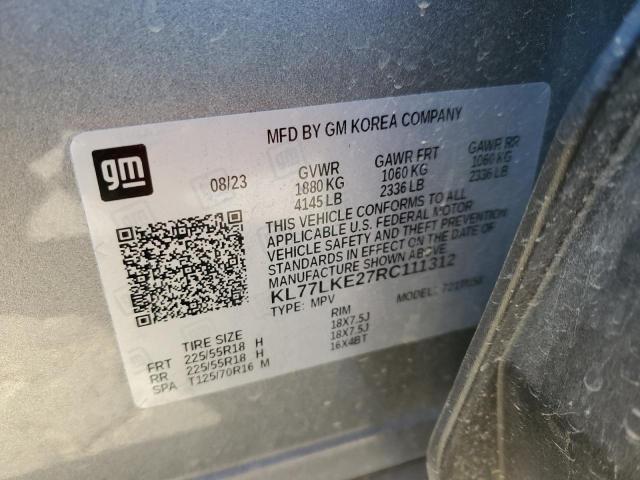 MFD BY GM KOREA COMPANY
gm
08/23
GVWR GAWR FRT GAWR RR
1880 KG 1060 KG 1060 KG
4145 LB 2336 LB 2336 LB
THIS VEHICLE CONFORMS TO ALL
APPLICABLE U.S. FEDERAL MOTOR
VEHICLE SAFETY AND THEFT PREVENTION
STANDARDS IN EFFECT ON THE DATE OF
MANUFACTURE SHOWN ABOVE.
KL77LKE27RC111312
TYPE: MPV MODEL:
TIRE SIZE RIM
FRT 225/55R18 H 18X7.5J
RR 225/55R18 H 18X7.5J
SPA T125/70R16 M 16X4BT